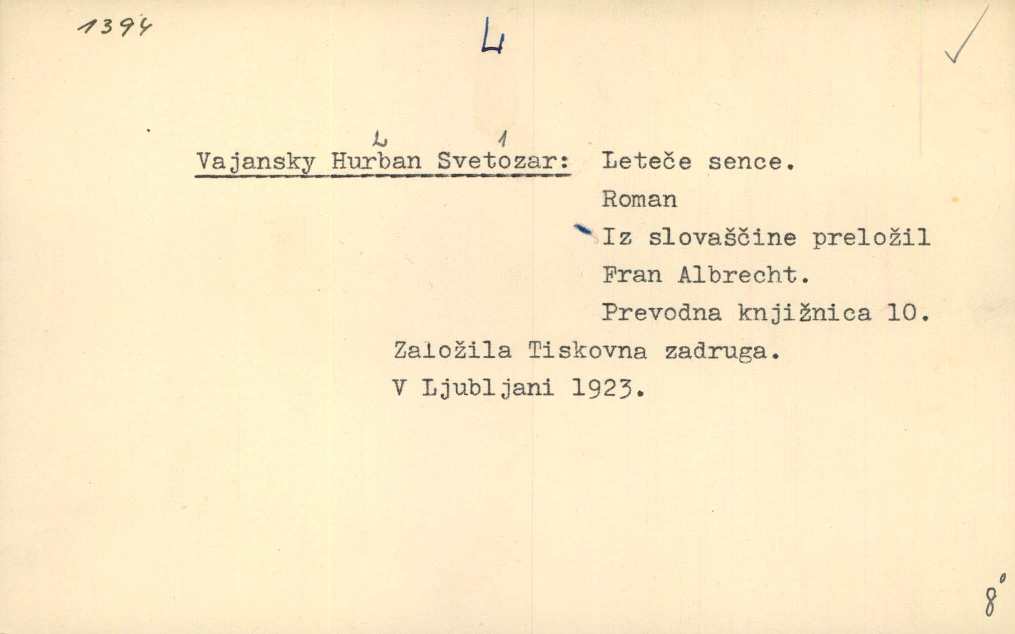 1394
L
2 1
Vajansky Hurban Svetozar: Leteče sence.
Roman
Iz slovaščine preložil
Fran Albrecht.
Prevodna knjižnica 10.
Založila Tiskovna zadruga.
V Ljubljani 1923.
8°